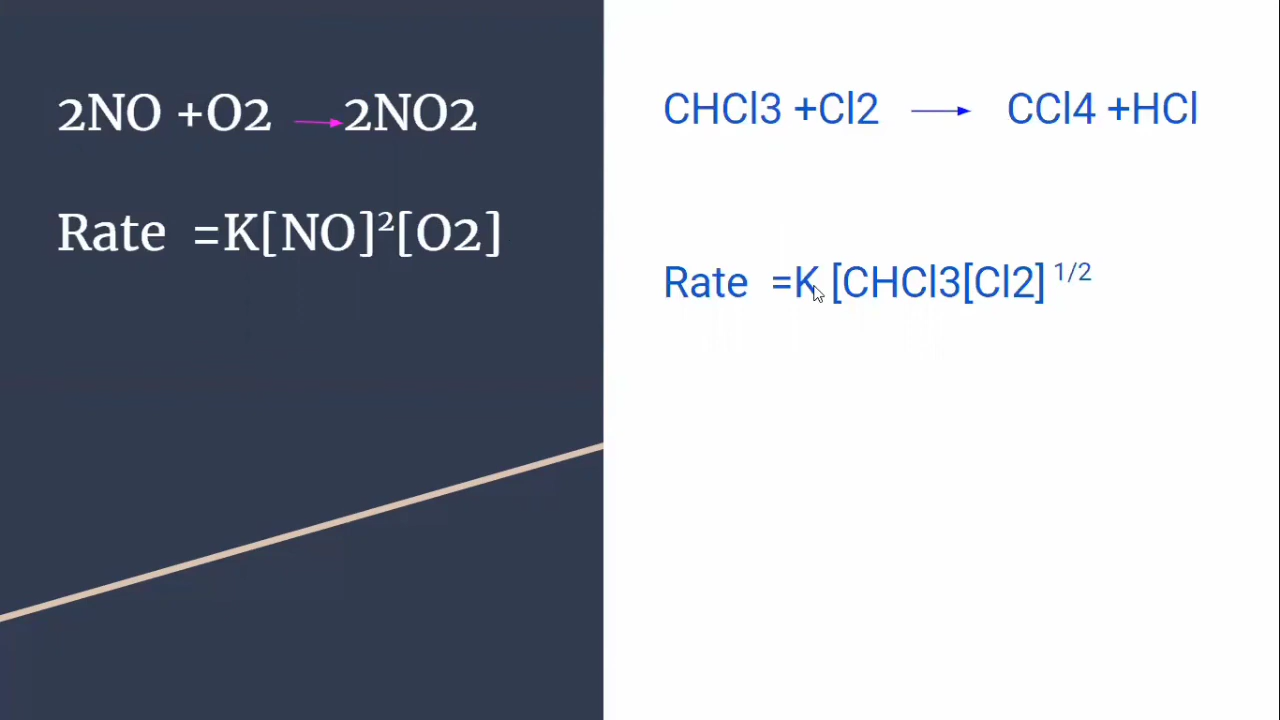 2NO +O2 2NO2
Rate =K[NO]²[O2]
CHCl3 +Cl2 CCl4 +HCl
Rate =K [CHCl3[Cl2] 1/2